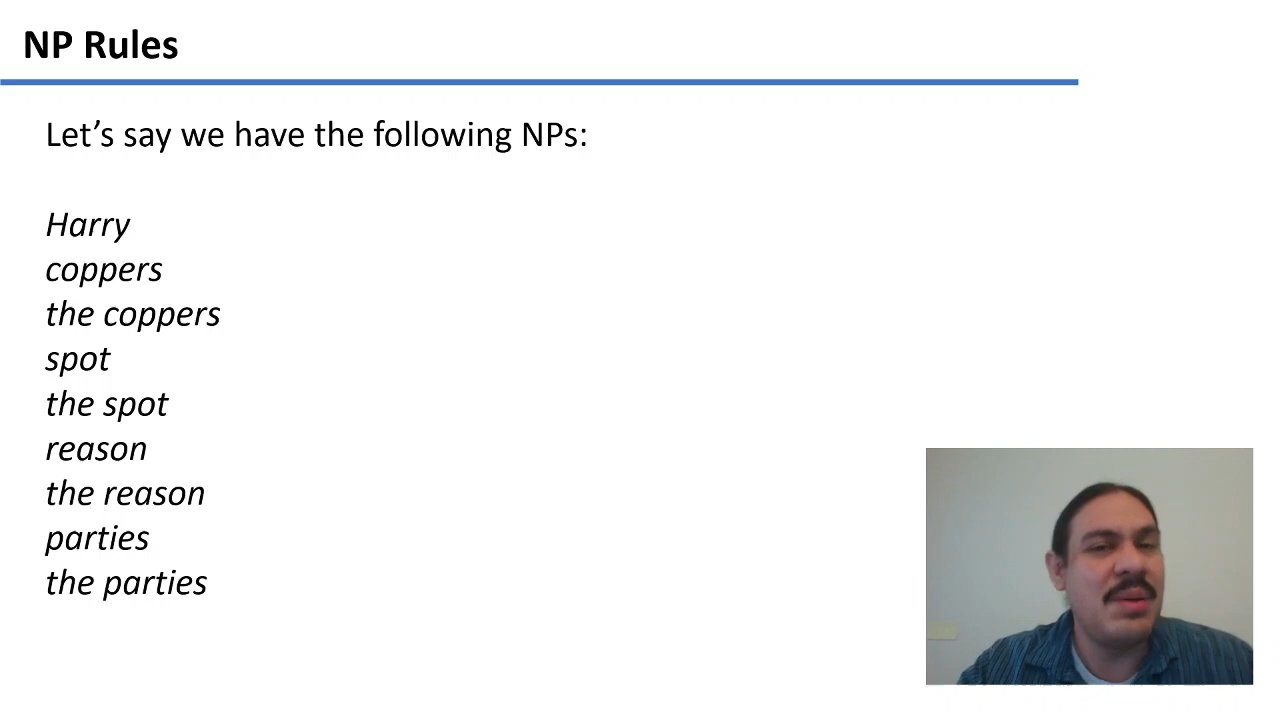 NP Rules
Let’s say we have the following NPs:
Harry
coppers
the coppers
spot
the spot
reason
the reason
parties
the parties